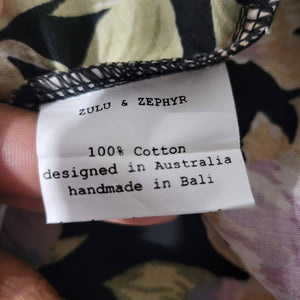 ZULU & ZEPHYR
100% Cotton
designed in Australia
handmade in Bali